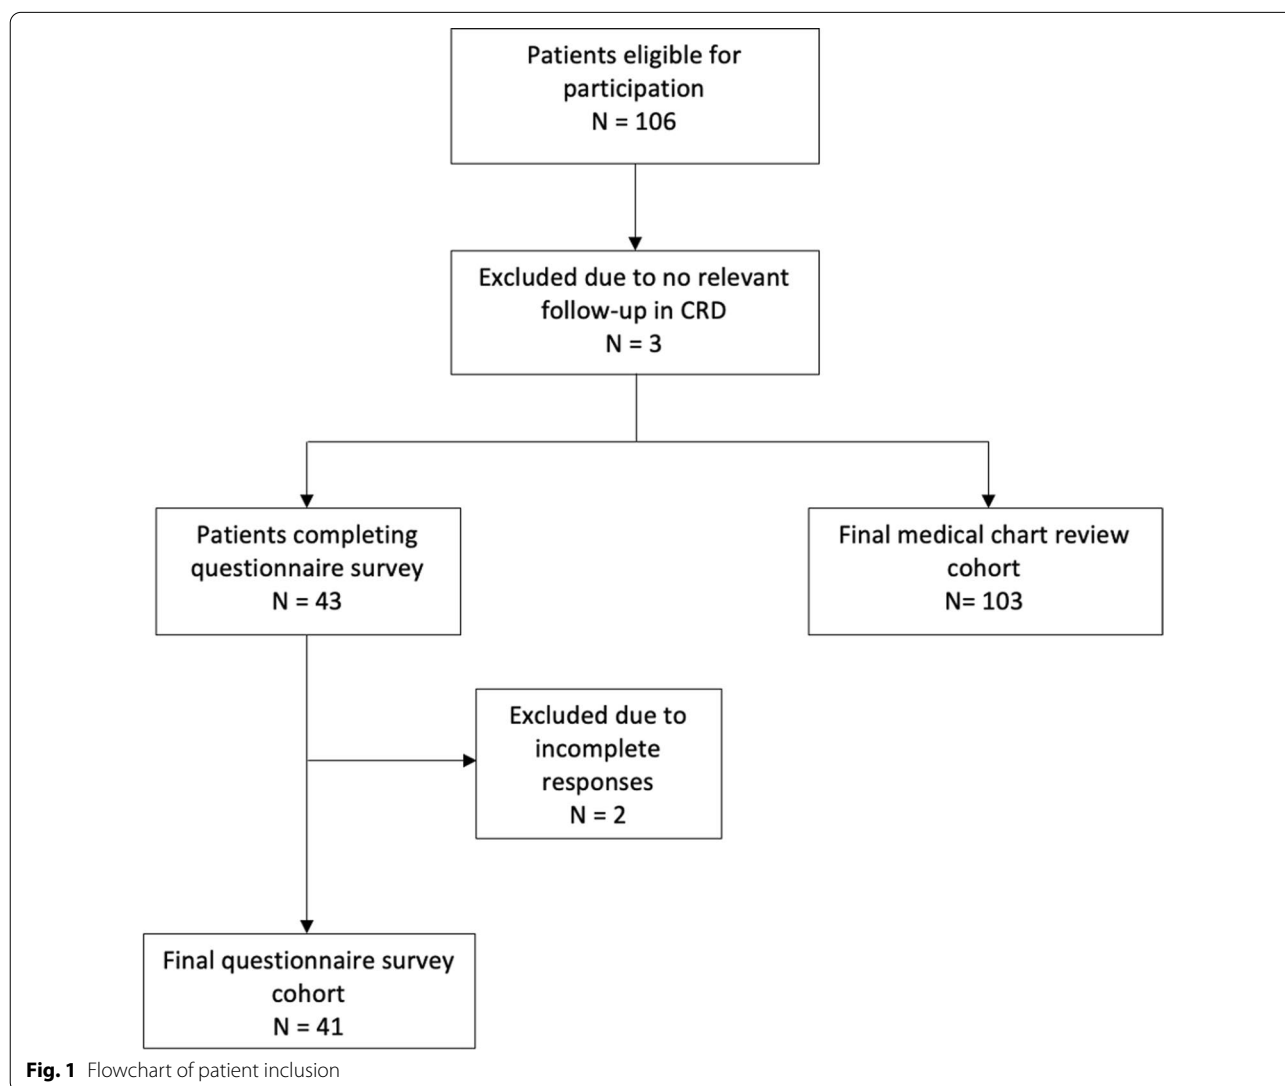 Patients eligible for
participation
N = 106
Excluded due to no relevant
follow-up in CRD
N = 3
Patients completing
questionnaire survey
N = 43
Final medical chart review
cohort
N= 103
Excluded due to
incomplete
responses
N = 2
Final questionnaire survey
cohort
N = 41
Fig. 1 Flowchart of patient inclusion